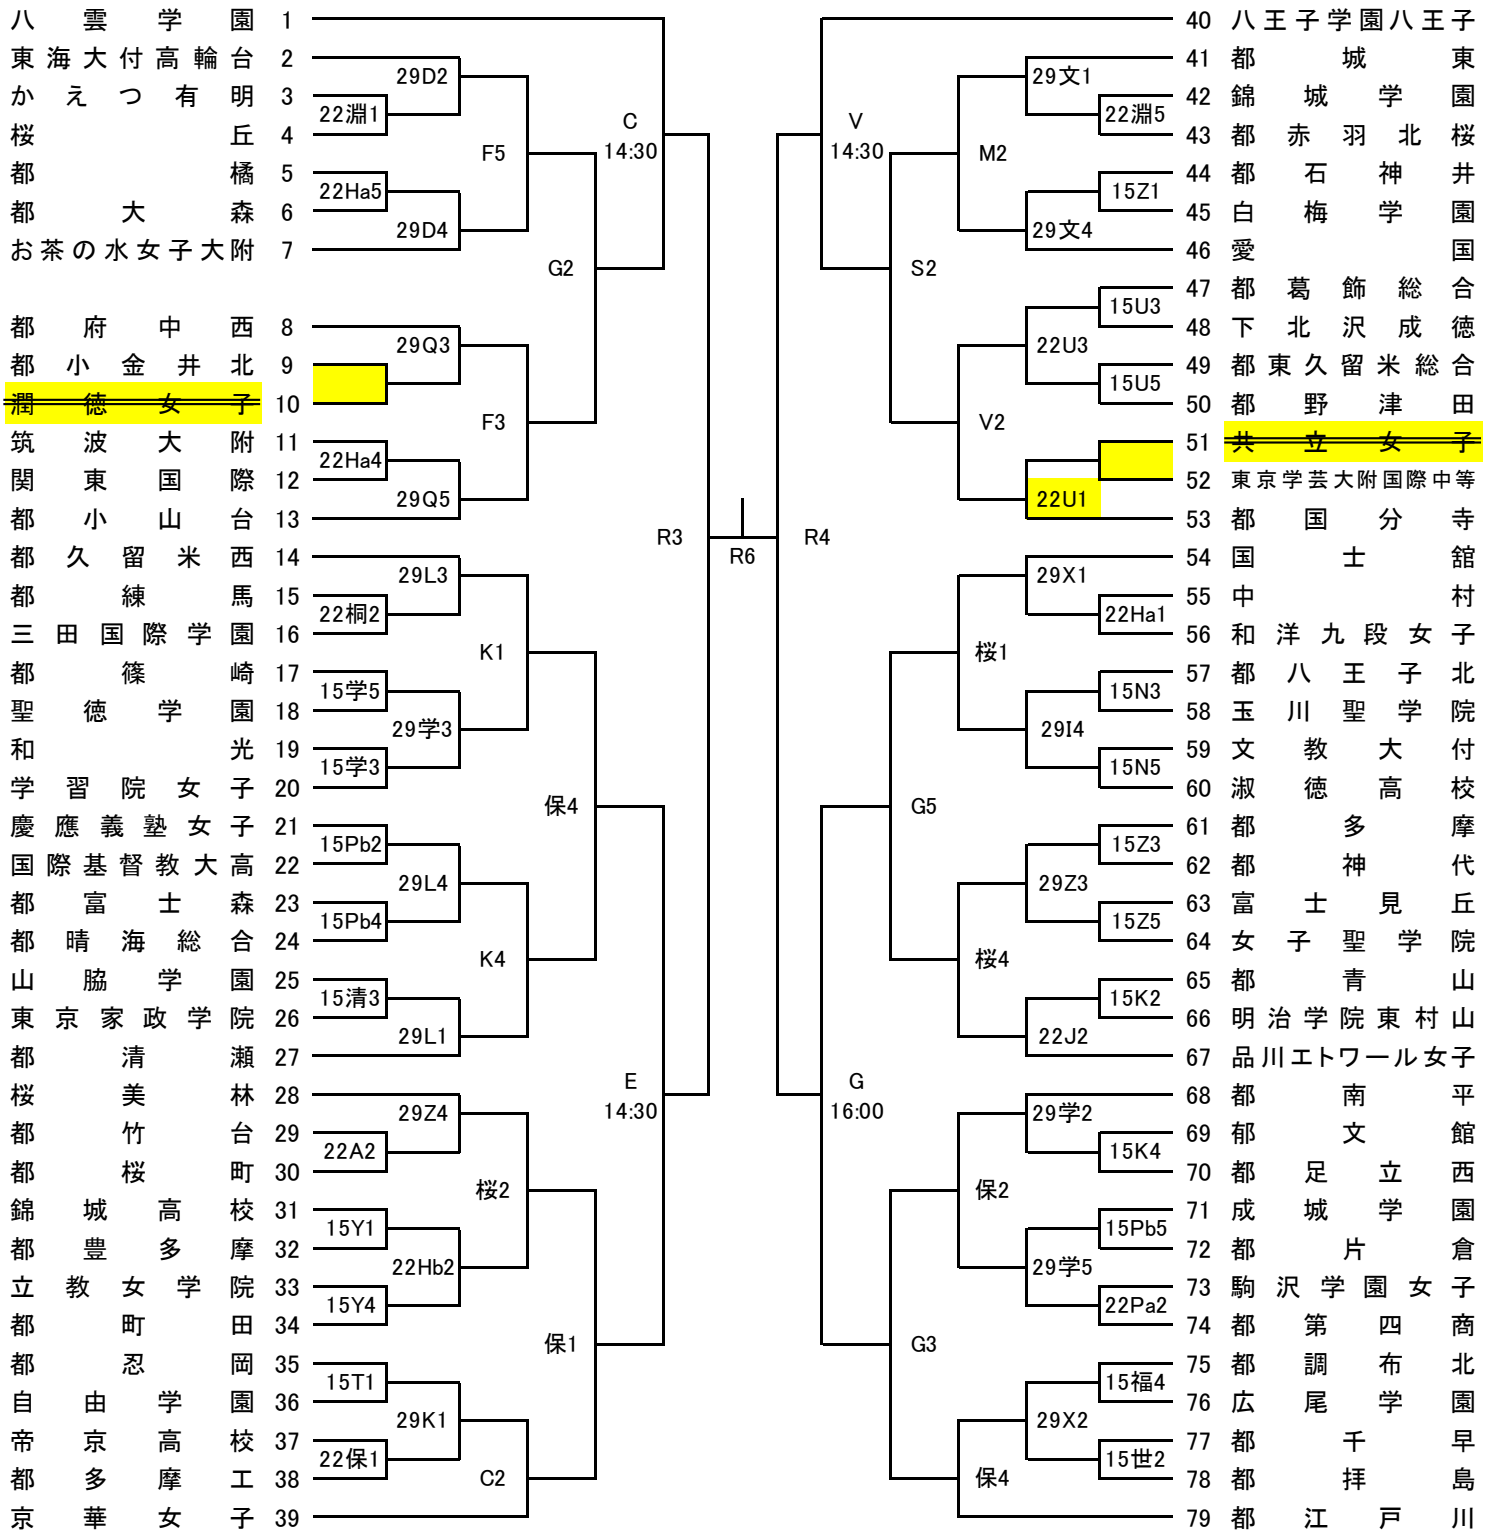 八雲学園 1
東海大付高輪台 2
29D2
かえつ有明 3
22淵1
桜丘 4
F5
C
14:30
都橘 5
22Ha5
都大森 6
29D4
お茶の水女子大附 7
G2
都府中西 8
29Q3
都小金井北 9
潤徳女子 10
F3
筑波大附 11
22Ha4
関東国際 12
29Q5
都小山台 13
R3
都久留米西 14
29L3
都練馬 15
22桐2
三田国際学園 16
K1
都篠崎 17
15学5
聖徳学園 18
29学3
和光 19
15学3
学習院女子 20
保4
慶應義塾女子 21
15Pb2
国際基督教大高 22
29L4
都富士森 23
15Pb4
都晴海総合 24
K4
山脇学園 25
15清3
東京家政学院 26
29L1
都清瀬 27
E
14:30
桜美林 28
29Z4
都竹台 29
22A2
都桜町 30
桜2
錦城高校 31
15Y1
都豊多摩 32
22Hb2
立教女学院 33
15Y4
都町田 34
保1
都忍岡 35
15T1
自由学園 36
29K1
帝京高校 37
22保1
都多摩工 38
C2
京華女子 39
R6
40 八王子学園八王子
41 都城東
29文1
42 錦城学園
22淵5
43 都赤羽北桜
V
14:30
M2
44 都石神井
15Z1
45 白梅学園
29文4
46 愛国
S2
47 都葛飾総合
15U3
48 下北沢成徳
22U3
49 都東久留米総合
15U5
50 都野津田
V2
51 共立女子
52 東京学芸大附国際中等
22U1
53 都国分寺
R4
54 国士舘
29X1
55 中村
22Ha1
56 和洋九段女子
桜1
57 都八王子北
15N3
58 玉川聖学院
29I4
59 文教大付
15N5
60 淑徳高校
G5
61 都多摩
15Z3
62 都神代
29Z3
63 富士見丘
15Z5
64 女子聖学院
桜4
65 都青山
15K2
66 明治学院東村山
22J2
67 品川エトワール女子
G
16:00
68 都南平
29学2
69 郁文館
15K4
70 都足立西
保2
71 成城学園
15Pb5
72 都片倉
29学5
73 駒沢学園女子
22Pa2
74 都第四商
G3
75 都調布北
15福4
76 広尾学園
29X2
77 都千早
15世2
78 都拝島
保4
79 都江戸川